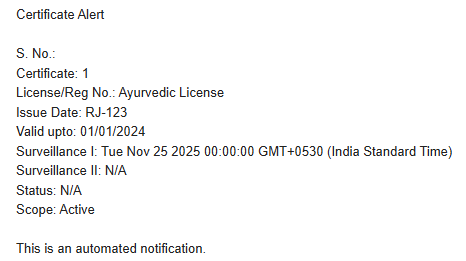 Certificate Alert
S. No.:
Certificate: 1
License/Reg No.: Ayurvedic License
Issue Date: RJ-123
Valid upto: 01/01/2024
Surveillance I: Tue Nov 25 2025 00:00:00 GMT+0530 (India Standard Time)
Surveillance II: N/A
Status: N/A
Scope: Active
This is an automated notification.